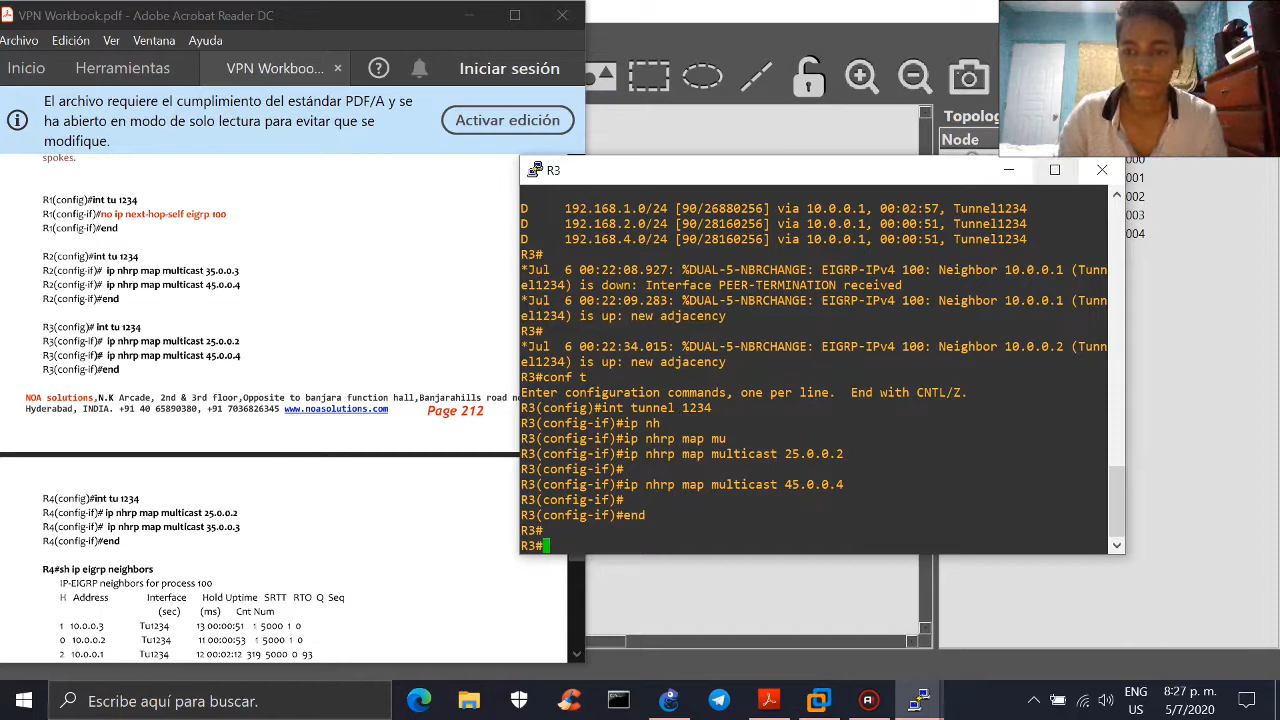 VPN Workbook.pdf - Adobe Acrobat Reader DC
Archivo Edición Ver Ventana Ayuda
Inicio Herramientas VPN Workboo... × Iniciar sesión
El archivo requiere el cumplimiento del estándar PDF/A y se
ha abierto en modo de solo lectura para evitar que se
modifique.
Activar edición
spokes.
R1(config)#int tu 1234
R1(config-if)#no ip next-hop-self eigrp 100
R1(config-if)#end
R2(config)#int tu 1234
R2(config-if)# ip nhrp map multicast 35.0.0.3
R2(config-if)# ip nhrp map multicast 45.0.0.4
R2(config-if)#end
R3(config)# int tu 1234
R3(config-if)# ip nhrp map multicast 25.0.0.2
R3(config-if)# ip nhrp map multicast 45.0.0.4
R3(config-if)#end
NOA solutions,N.K Arcade, 2nd & 3rd floor,Opposite to banjara function hall,Banjarahills road n
Hyderabad, INDIA. +91 40 65890380, +91 7036826345 www.noasolutions.com Page 212
R4(config)#int tu 1234
R4(config-if)# ip nhrp map multicast 25.0.0.2
R4(config-if)# ip nhrp map multicast 35.0.0.3
R4(config-if)#end
R4#sh ip eigrp neighbors
IP-EIGRP neighbors for process 100
H Address Interface Hold Uptime SRTT RTO Q Seq
(sec) (ms) Cnt Num
1 10.0.0.3 Tu1234 13 00:00:51 1 5000 1 0
0 10.0.0.2 Tu1234 11 00:00:53 1 5000 1 0
2 10.0.0.1 Tu1234 12 00:02:12 319 5000 0 93
Topolog
Node
001
002
003
004
R3
D 192.168.1.0/24 [90/26880256] via 10.0.0.1, 00:02:57, Tunnel1234
D 192.168.2.0/24 [90/28160256] via 10.0.0.1, 00:00:51, Tunnel1234
D 192.168.4.0/24 [90/28160256] via 10.0.0.1, 00:00:51, Tunnel1234
R3#
*Jul 6 00:22:08.927: %DUAL-5-NBRCHANGE: EIGRP-IPv4 100: Neighbor 10.0.0.1 (Tunn
el1234) is down: Interface PEER-TERMINATION received
*Jul 6 00:22:09.283: %DUAL-5-NBRCHANGE: EIGRP-IPv4 100: Neighbor 10.0.0.1 (Tunn
el1234) is up: new adjacency
R3#
*Jul 6 00:22:34.015: %DUAL-5-NBRCHANGE: EIGRP-IPv4 100: Neighbor 10.0.0.2 (Tunn
el1234) is up: new adjacency
R3#conf t
Enter configuration commands, one per line. End with CNTL/Z.
R3(config)#int tunnel 1234
R3(config-if)#ip nh
R3(config-if)#ip nhrp map mu
R3(config-if)#ip nhrp map multicast 25.0.0.2
R3(config-if)#
R3(config-if)#ip nhrp map multicast 45.0.0.4
R3(config-if)#
R3(config-if)#end
R3#
R3#
Escribe aquí para buscar.
ENG
US
8:27 p. m.
5/7/2020